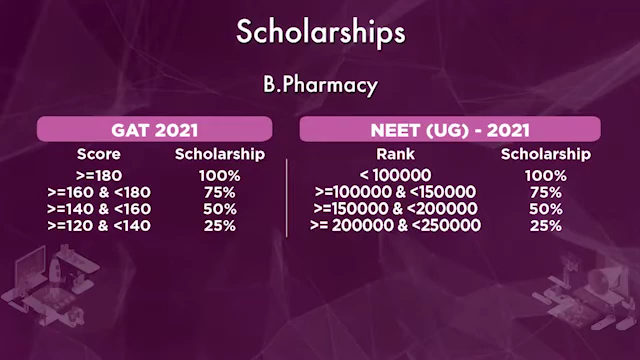 Scholarships
B.Pharmacy
GAT 2021
Score Scholarship
>=180 100%
>=160 & <180 75%
>=140 & <160 50%
>=120 & <140 25%
NEET (UG) - 2021
Rank Scholarship
< 100000 100%
>=100000 & <150000 75%
>=150000 & <200000 50%
>= 200000 & <250000 25%